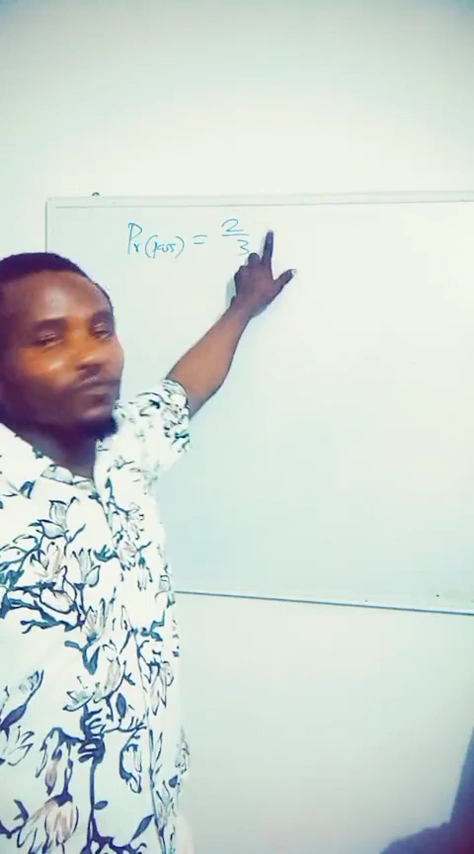 Pr(pass) = 2/3